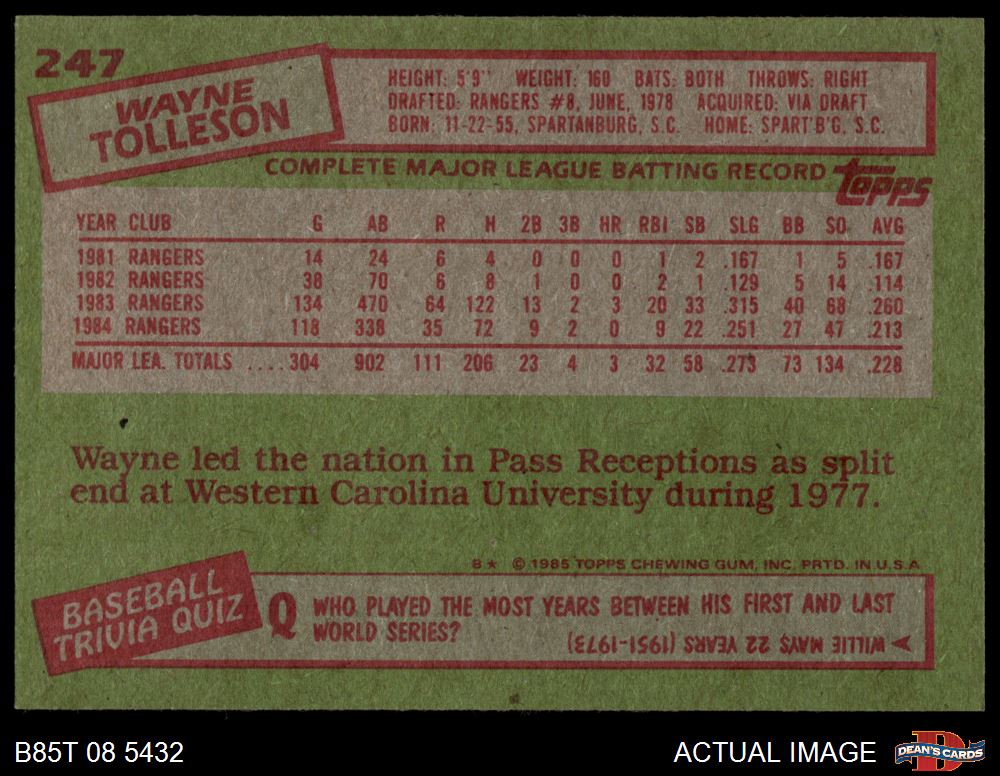 247
WAYNE
TOLLESON
HEIGHT: 5'9" WEIGHT: 160 BATS: BOTH THROWS: RIGHT
DRAFTED: RANGERS #8, JUNE, 1978 ACQUIRED: VIA DRAFT
BORN: 11-22-55, SPARTANBURG, S.C. HOME: SPART'B'G, S.C.
COMPLETE MAJOR LEAGUE BATTING RECORD topps
YEAR CLUB G AB R H 2B 3B HR RBI SB SLG BB SO AVG
1981 RANGERS 14 24 6 4 0 0 0 1 2 .167 1 5 .167
1982 RANGERS 38 70 6 8 1 0 0 2 1 .129 5 14 .114
1983 RANGERS 134 470 64 122 13 2 3 20 33 .315 40 68 .260
1984 RANGERS 118 338 35 72 9 2 0 9 22 .251 27 47 .213
MAJOR LEA. TOTALS ....304 902 111 206 23 4 3 32 58 .273 73 134 .228
Wayne led the nation in Pass Receptions as split
end at Western Carolina University during 1977.
B★ © 1985 TOPPS CHEWING GUM, INC. PRTD. IN U.S.A.
BASEBALL
TRIVIA QUIZ
Q WHO PLAYED THE MOST YEARS BETWEEN HIS FIRST AND LAST
WORLD SERIES?
WILLIE MAYS 22 YEARS (1951-1973)
B85T 08 5432
ACTUAL IMAGE
DEAN'S CARDS